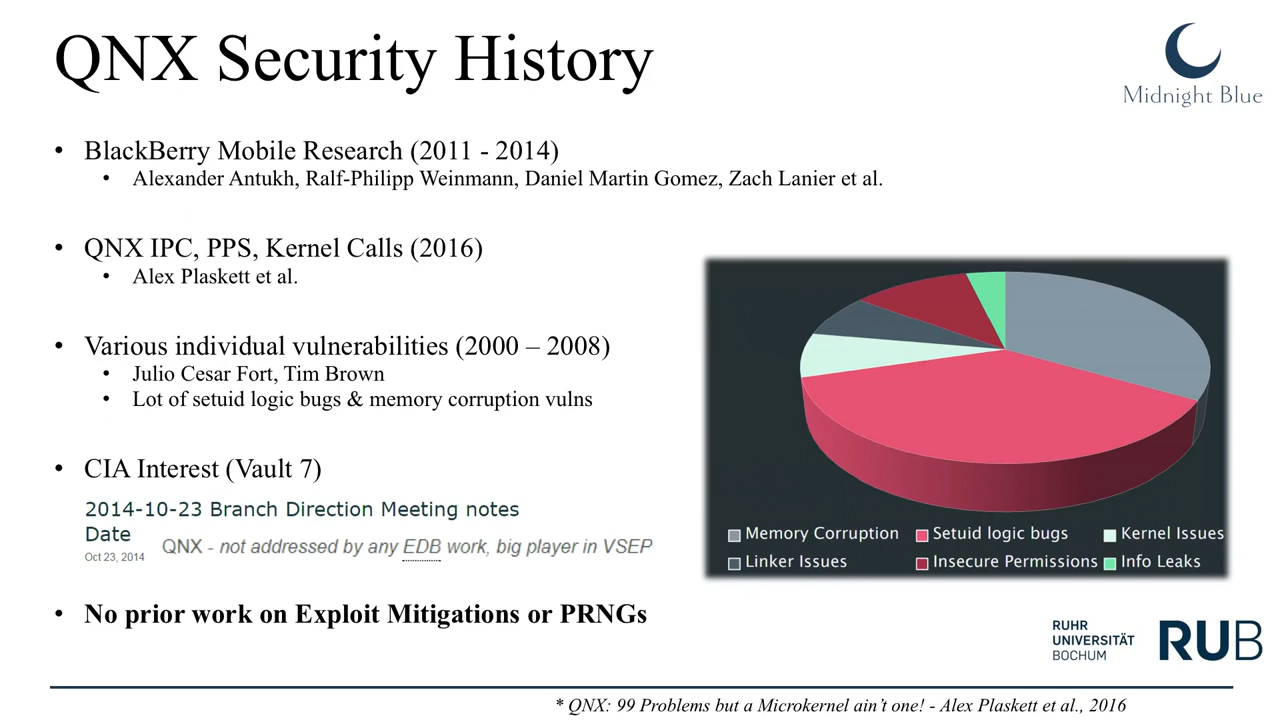 QNX Security History
Midnight Blue
• BlackBerry Mobile Research (2011 - 2014)
• Alexander Antukh, Ralf-Philipp Weinmann, Daniel Martin Gomez, Zach Lanier et al.
• QNX IPC, PPS, Kernel Calls (2016)
• Alex Plaskett et al.
• Various individual vulnerabilities (2000 – 2008)
• Julio Cesar Fort, Tim Brown
• Lot of setuid logic bugs & memory corruption vulns
• CIA Interest (Vault 7)
2014-10-23 Branch Direction Meeting notes
Date
Oct 23, 2014
QNX - not addressed by any EDB work, big player in VSEP
• No prior work on Exploit Mitigations or PRNGs
Memory Corruption
Setuid logic bugs
Kernel Issues
Linker Issues
Insecure Permissions
Info Leaks
RUHR
UNIVERSITÄT
BOCHUM
RUB
* QNX: 99 Problems but a Microkernel ain’t one! - Alex Plaskett et al., 2016